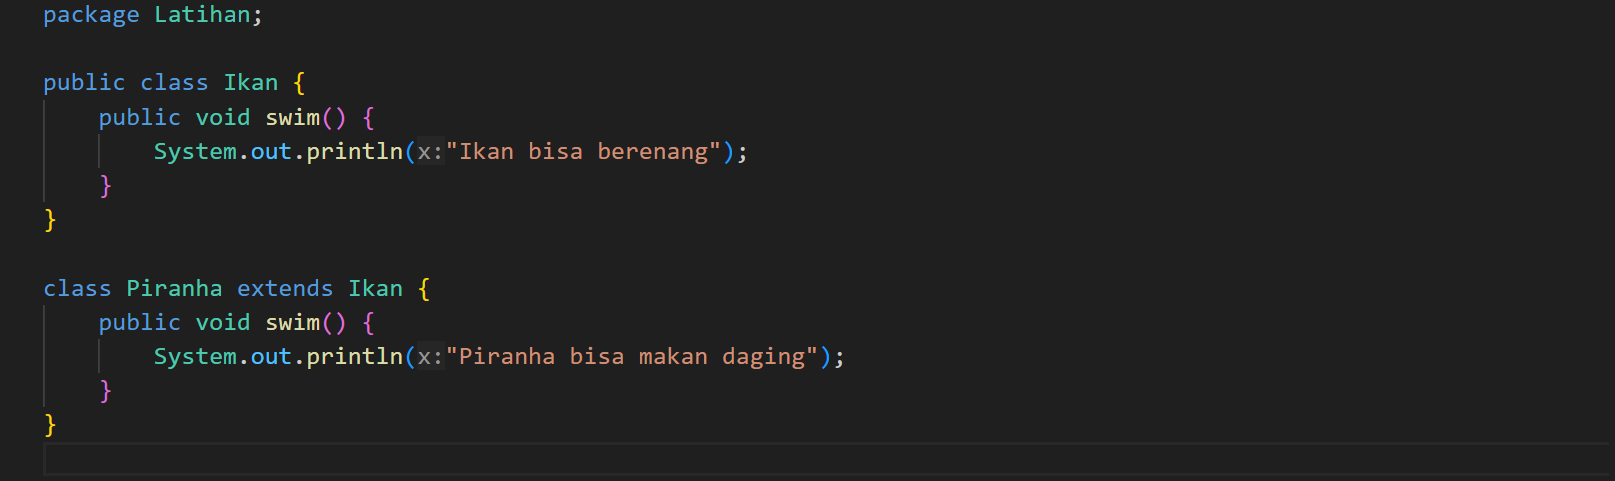 package Latihan;
public class Ikan {
public void swim() {
System.out.println(x:"Ikan bisa berenang");
}
}
class Piranha extends Ikan {
public void swim() {
System.out.println(x:"Piranha bisa makan daging");
}
}